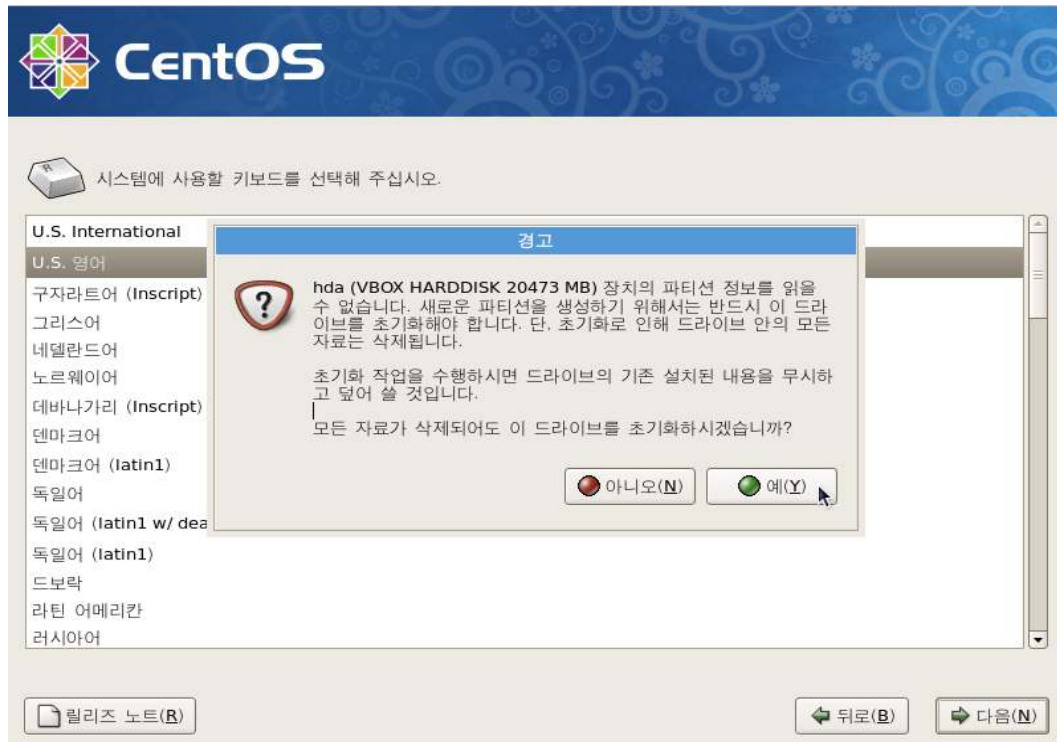 CentOS
R
시스템에 사용할 키보드를 선택해 주십시오.
U.S. International
U.S. 영어
구자라트어 (Inscript)
그리스어
네델란드어
노르웨이어
데바나가리 (Inscript)
덴마크어
덴마크어 (latin1)
독일어
독일어 (latin1 w/ dea
독일어 (latin1)
드보락
라틴 어메리칸
러시아어
경고
hda (VBOX HARDDISK 20473 MB) 장치의 파티션 정보를 읽을
수 없습니다. 새로운 파티션을 생성하기 위해서는 반드시 이 드라
이브를 초기화해야 합니다. 단, 초기화로 인해 드라이브 안의 모든
자료는 삭제됩니다.
초기화 작업을 수행하시면 드라이브의 기존 설치된 내용을 무시하
고 덮어 쓸 것입니다.
모든 자료가 삭제되어도 이 드라이브를 초기화하시겠습니까?
아니오(N)
예(Y)
릴리즈 노트(R)
뒤로(B)
다음(N)